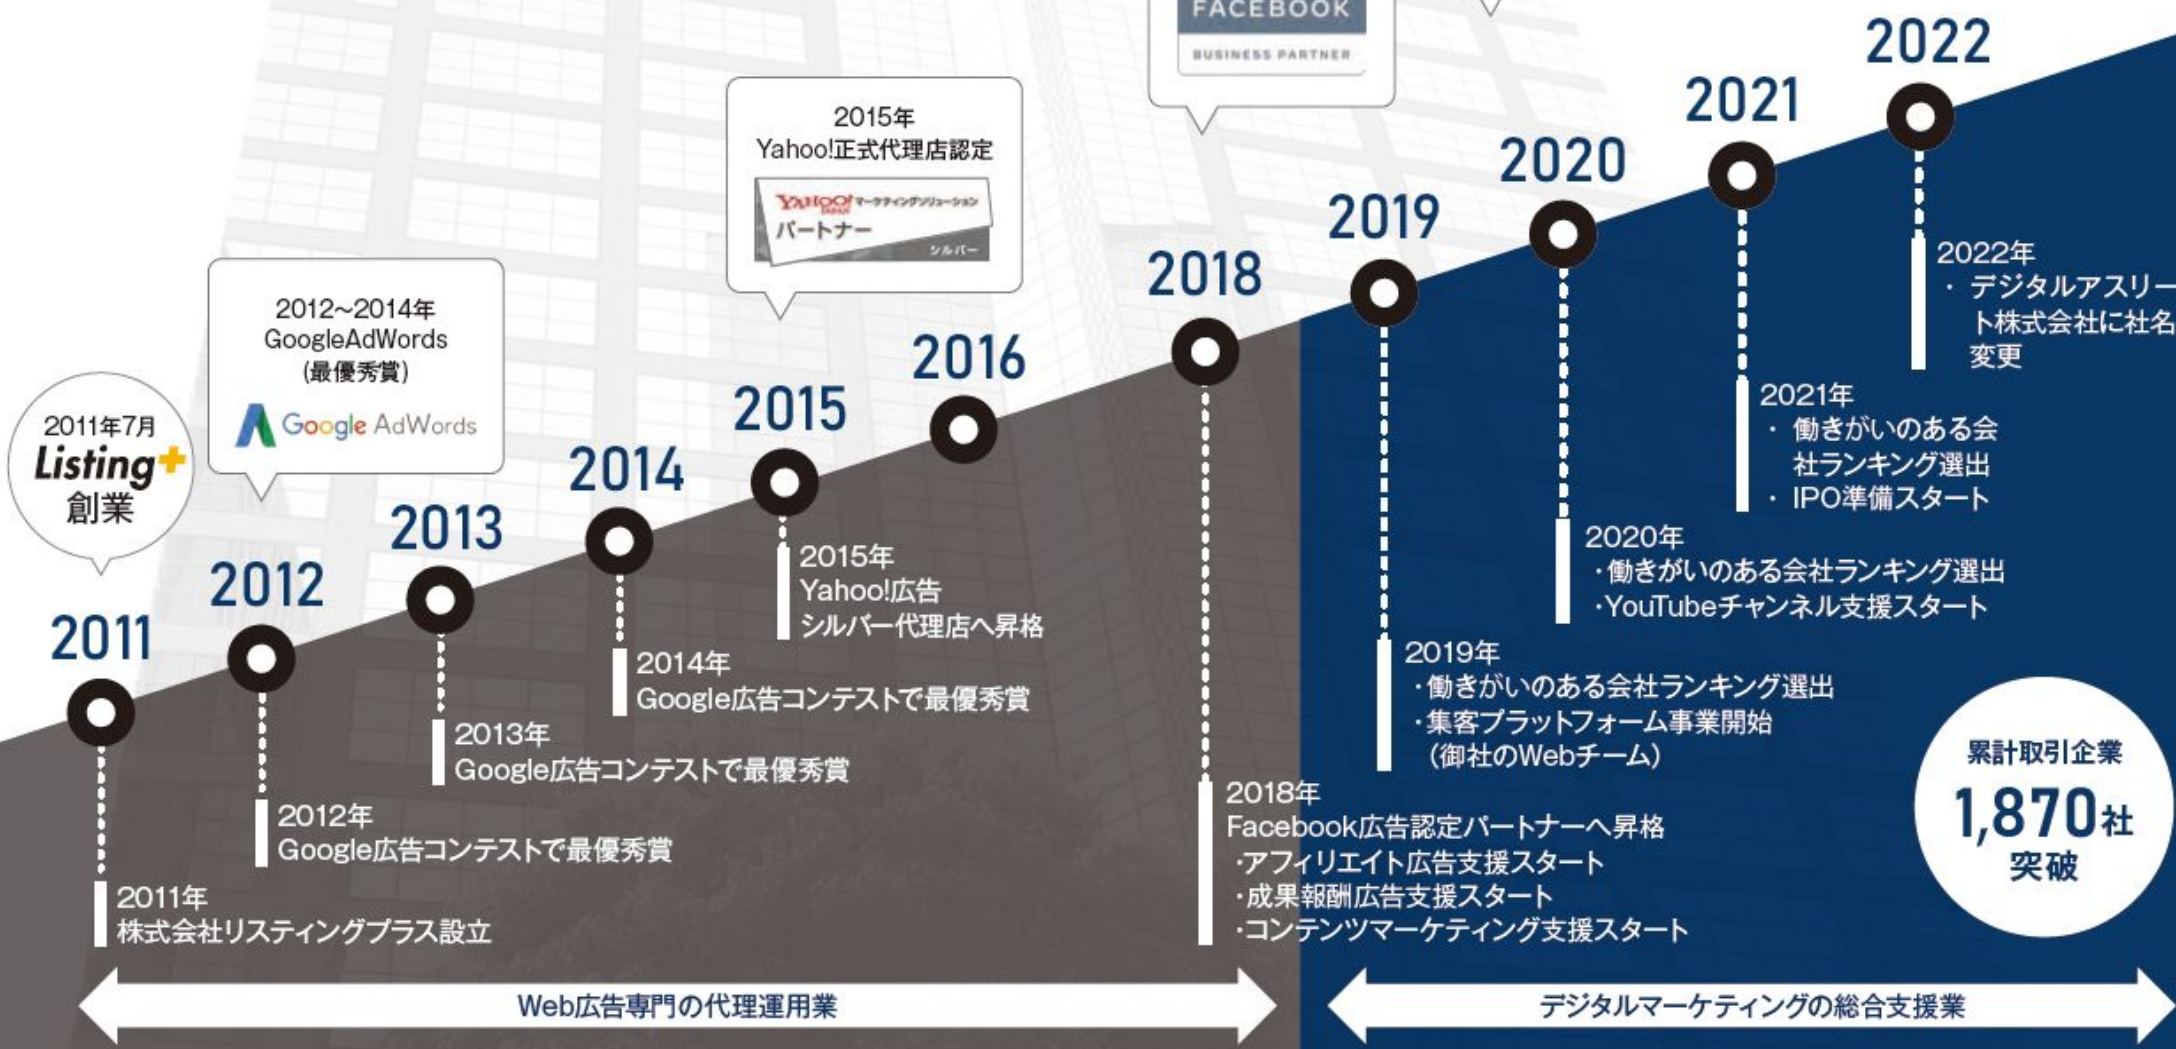 FACEBOOK
BUSINESS PARTNER
2015年
Yahoo!正式代理店認定
YAHOO! マーケティングソリューション
JAPAN
パートナー
シルバー
2012～2014年
GoogleAdWords
(最優秀賞)
Google AdWords
2011年7月
Listing+
創業
2011
2012
2013
2014
2015
2016
2018
2019
2020
2021
2022
2011年
株式会社リスティングプラス設立
2012年
Google広告コンテストで最優秀賞
2013年
Google広告コンテストで最優秀賞
2014年
Google広告コンテストで最優秀賞
2015年
Yahoo!広告
シルバー代理店へ昇格
2018年
Facebook広告認定パートナーへ昇格
・アフィリエイト広告支援スタート
・成果報酬広告支援スタート
・コンテンツマーケティング支援スタート
2019年
・働きがいのある会社ランキング選出
・集客プラットフォーム事業開始
(御社のWebチーム)
2020年
・働きがいのある会社ランキング選出
・YouTubeチャンネル支援スタート
2021年
・ 働きがいのある会
社ランキング選出
・ IPO準備スタート
2022年
・ デジタルアスリー
ト株式会社に社名
変更
累計取引企業
1,870社
突破
Web広告専門の代理運用業
デジタルマーケティングの総合支援業